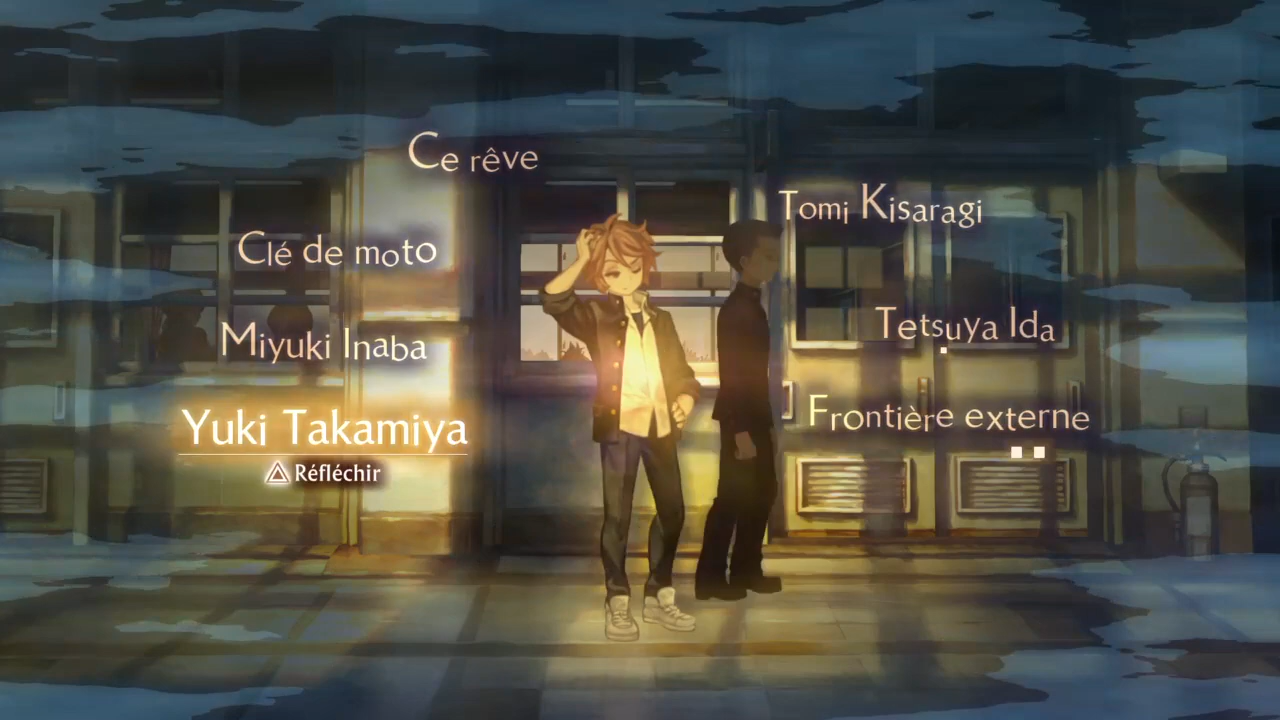 Ce rêve
Tomi Kisaragi
Clé de moto
Tetsuya Ida
Miyuki Inaba
Frontière externe
Yuki Takamiya
Réfléchir